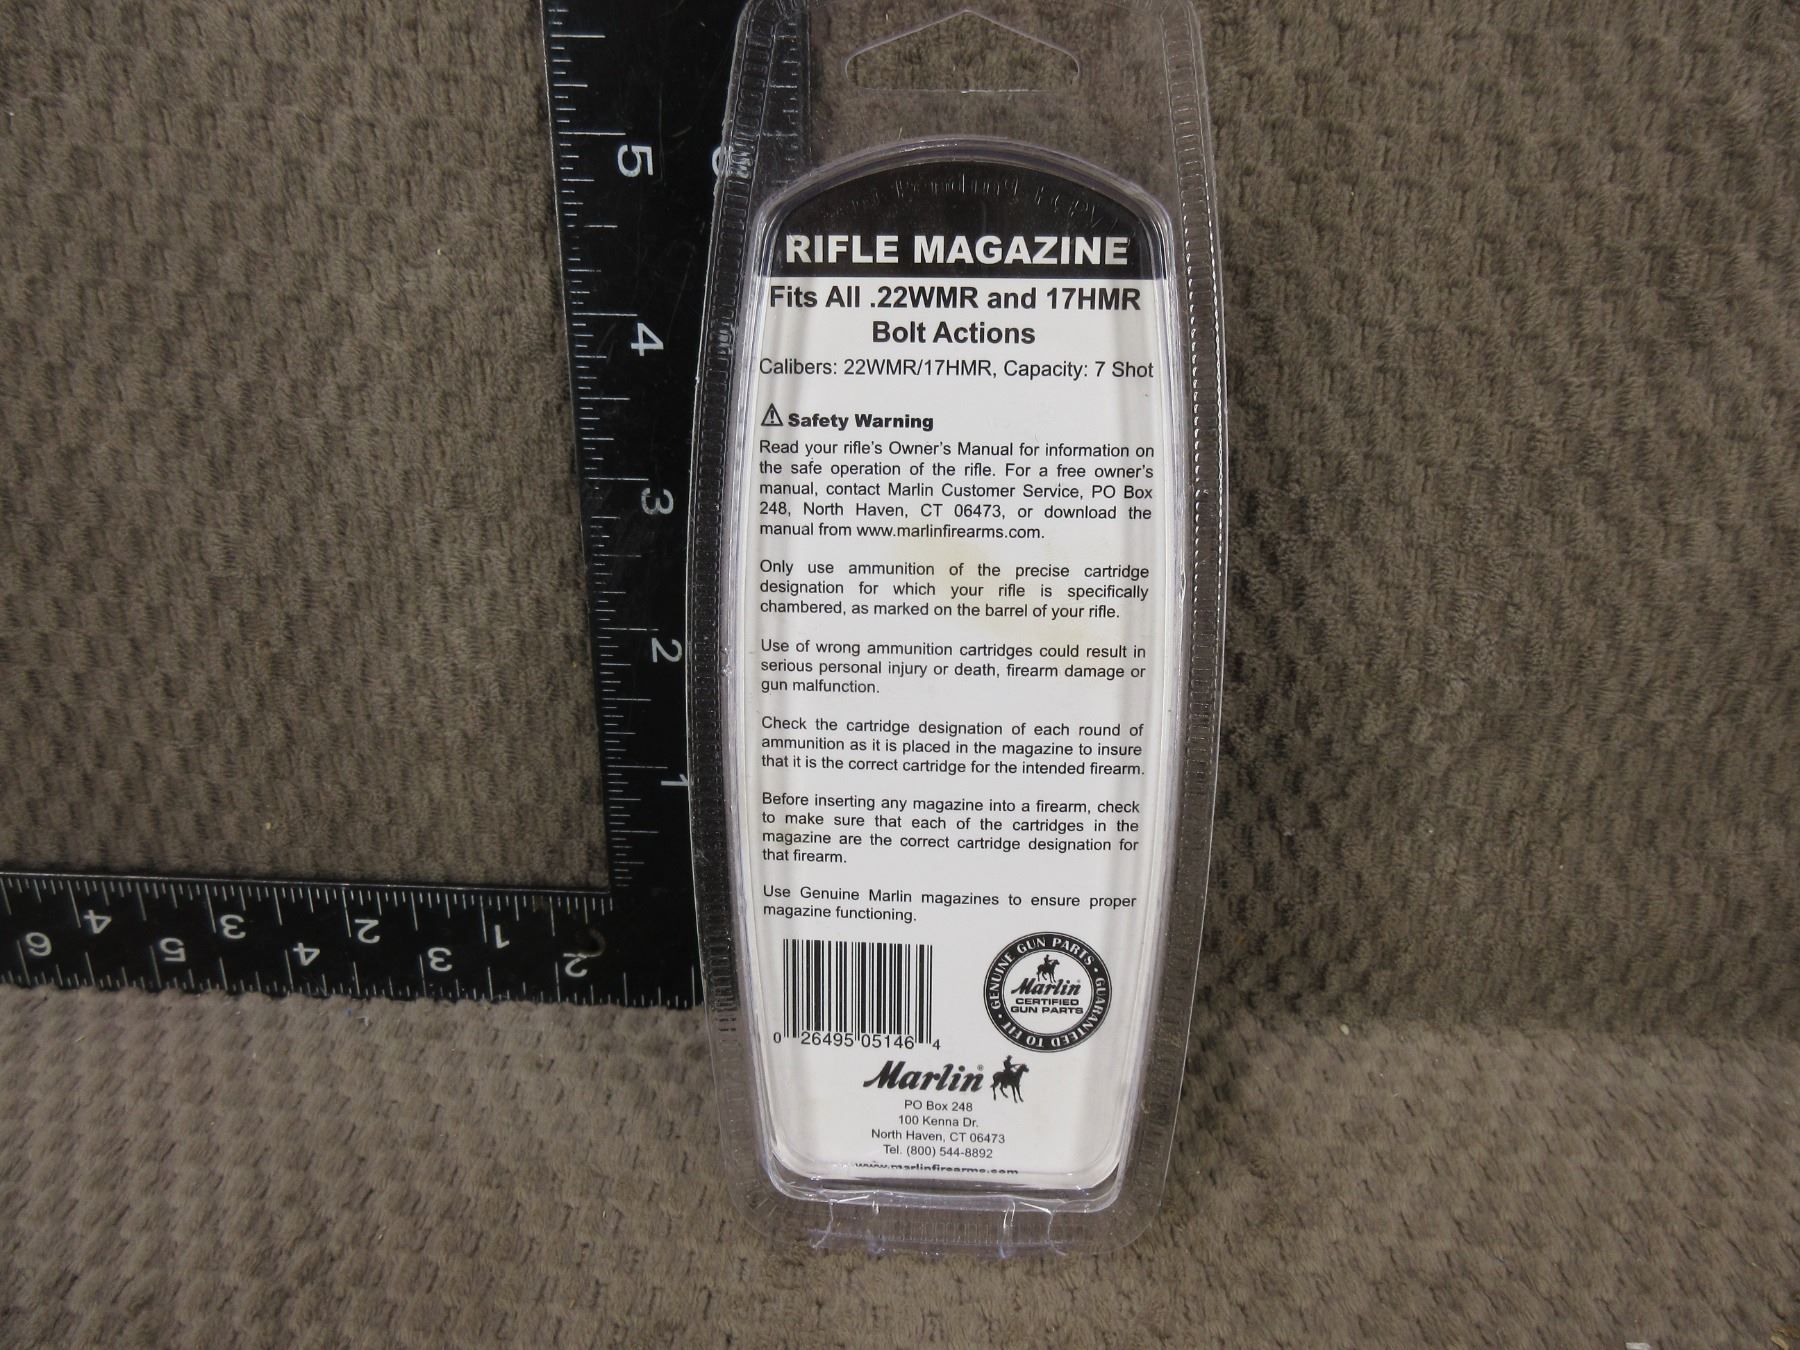 RIFLE MAGAZINE
Fits All .22WMR and 17HMR
Bolt Actions
Calibers: 22WMR/17HMR, Capacity: 7 Shot
⚠ Safety Warning
Read your rifle's Owner's Manual for information on
the safe operation of the rifle. For a free owner's
manual, contact Marlin Customer Service, PO Box
248, North Haven, CT 06473, or download the
manual from www.marlinfirearms.com.
Only use ammunition of the precise cartridge
designation for which your rifle is specifically
chambered, as marked on the barrel of your rifle.
Use of wrong ammunition cartridges could result in
serious personal injury or death, firearm damage or
gun malfunction.
Check the cartridge designation of each round of
ammunition as it is placed in the magazine to insure
that it is the correct cartridge for the intended firearm.
Before inserting any magazine into a firearm, check
to make sure that each of the cartridges in the
magazine are the correct cartridge designation for
that firearm.
Use Genuine Marlin magazines to ensure proper
magazine functioning.
0 26495 05146 4
GENUINE GUN PARTS • GUARANTEED TO FIT •
Marlin
CERTIFIED
GUN PARTS
Marlin®
PO Box 248
100 Kenna Dr.
North Haven, CT 06473
Tel. (800) 544-8892
www.marlinfirearms.com
5
4
3
2
1
4 3 2 1
6 5 4 3 2